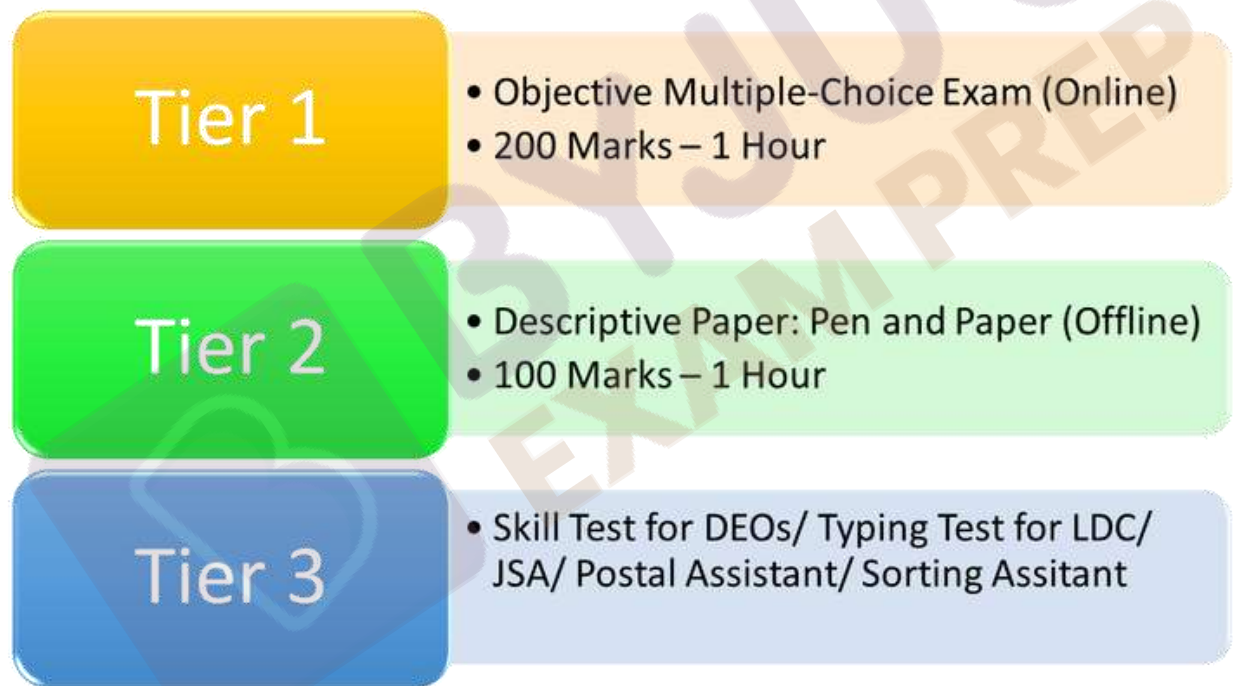 Tier 1
• Objective Multiple-Choice Exam (Online)
• 200 Marks – 1 Hour
Tier 2
• Descriptive Paper: Pen and Paper (Offline)
• 100 Marks – 1 Hour
Tier 3
• Skill Test for DEOs/ Typing Test for LDC/
JSA/ Postal Assistant/ Sorting Assitant
BYJU'S
EXAM PREP